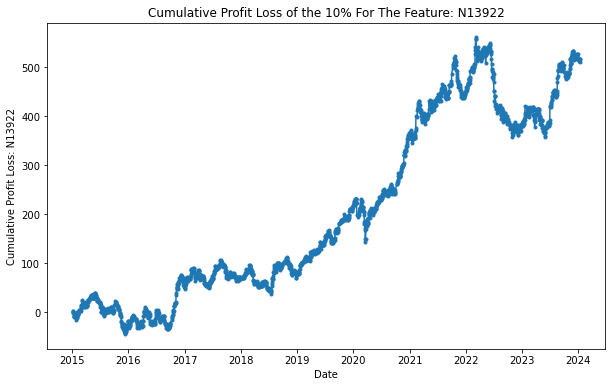 Cumulative Profit Loss of the 10% For The Feature: N13922
Cumulative Profit Loss: N13922
500
400
300
200
100
0
2015 2016 2017 2018 2019 2020 2021 2022 2023 2024
Date